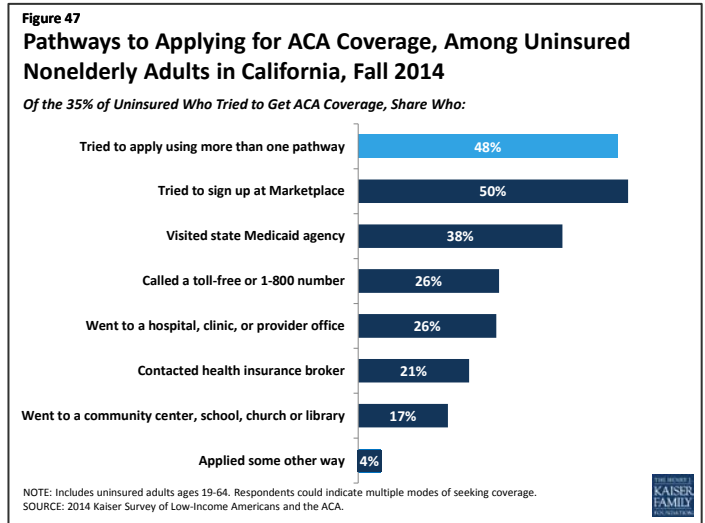 Figure 47
Pathways to Applying for ACA Coverage, Among Uninsured
Nonelderly Adults in California, Fall 2014
Of the 35% of Uninsured Who Tried to Get ACA Coverage, Share Who:
Tried to apply using more than one pathway 48%
Tried to sign up at Marketplace 50%
Visited state Medicaid agency 38%
Called a toll-free or 1-800 number 26%
Went to a hospital, clinic, or provider office 26%
Contacted health insurance broker 21%
Went to a community center, school, church or library 17%
Applied some other way 4%
NOTE: Includes uninsured adults ages 19-64. Respondents could indicate multiple modes of seeking coverage.
SOURCE: 2014 Kaiser Survey of Low-Income Americans and the ACA.
THE HENRY J.
KAISER
FAMILY
FOUNDATION